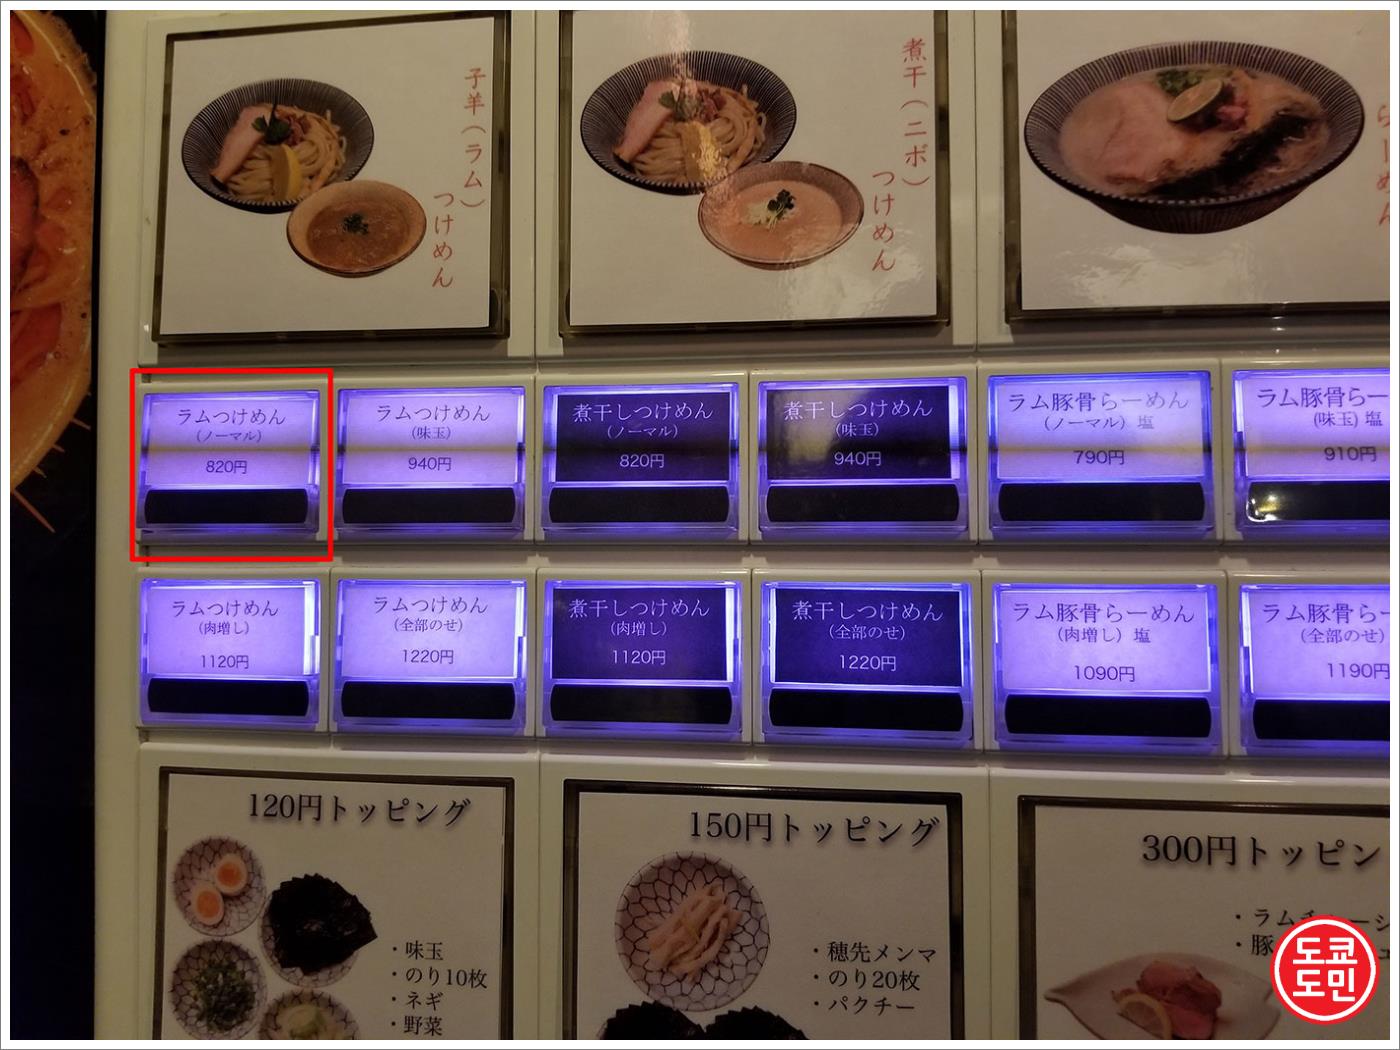 子羊(ラム)
つけめん
煮干(ニボ)
つけめん
らーめん
ラムつけめん
(ノーマル)
820円
ラムつけめん
(味玉)
940円
煮干しつけめん
(ノーマル)
820円
煮干しつけめん
(味玉)
940円
ラム豚骨らーめん
(ノーマル) 塩
790円
ラム豚骨らー
(味玉) 塩
910円
ラムつけめん
(肉増し)
1120円
ラムつけめん
(全部のせ)
1220円
煮干しつけめん
(肉増し)
1120円
煮干しつけめん
(全部のせ)
1220円
ラム豚骨らーめん
(肉増し) 塩
1090円
ラム豚骨らー
(全部のせ)
1190円
120円トッピング
・味玉
・のり10枚
・ネギ
・野菜
150円トッピング
・穂先メンマ
・のり20枚
・パクチー
300円トッピン
・ラムチ
・豚
도쿄
도민